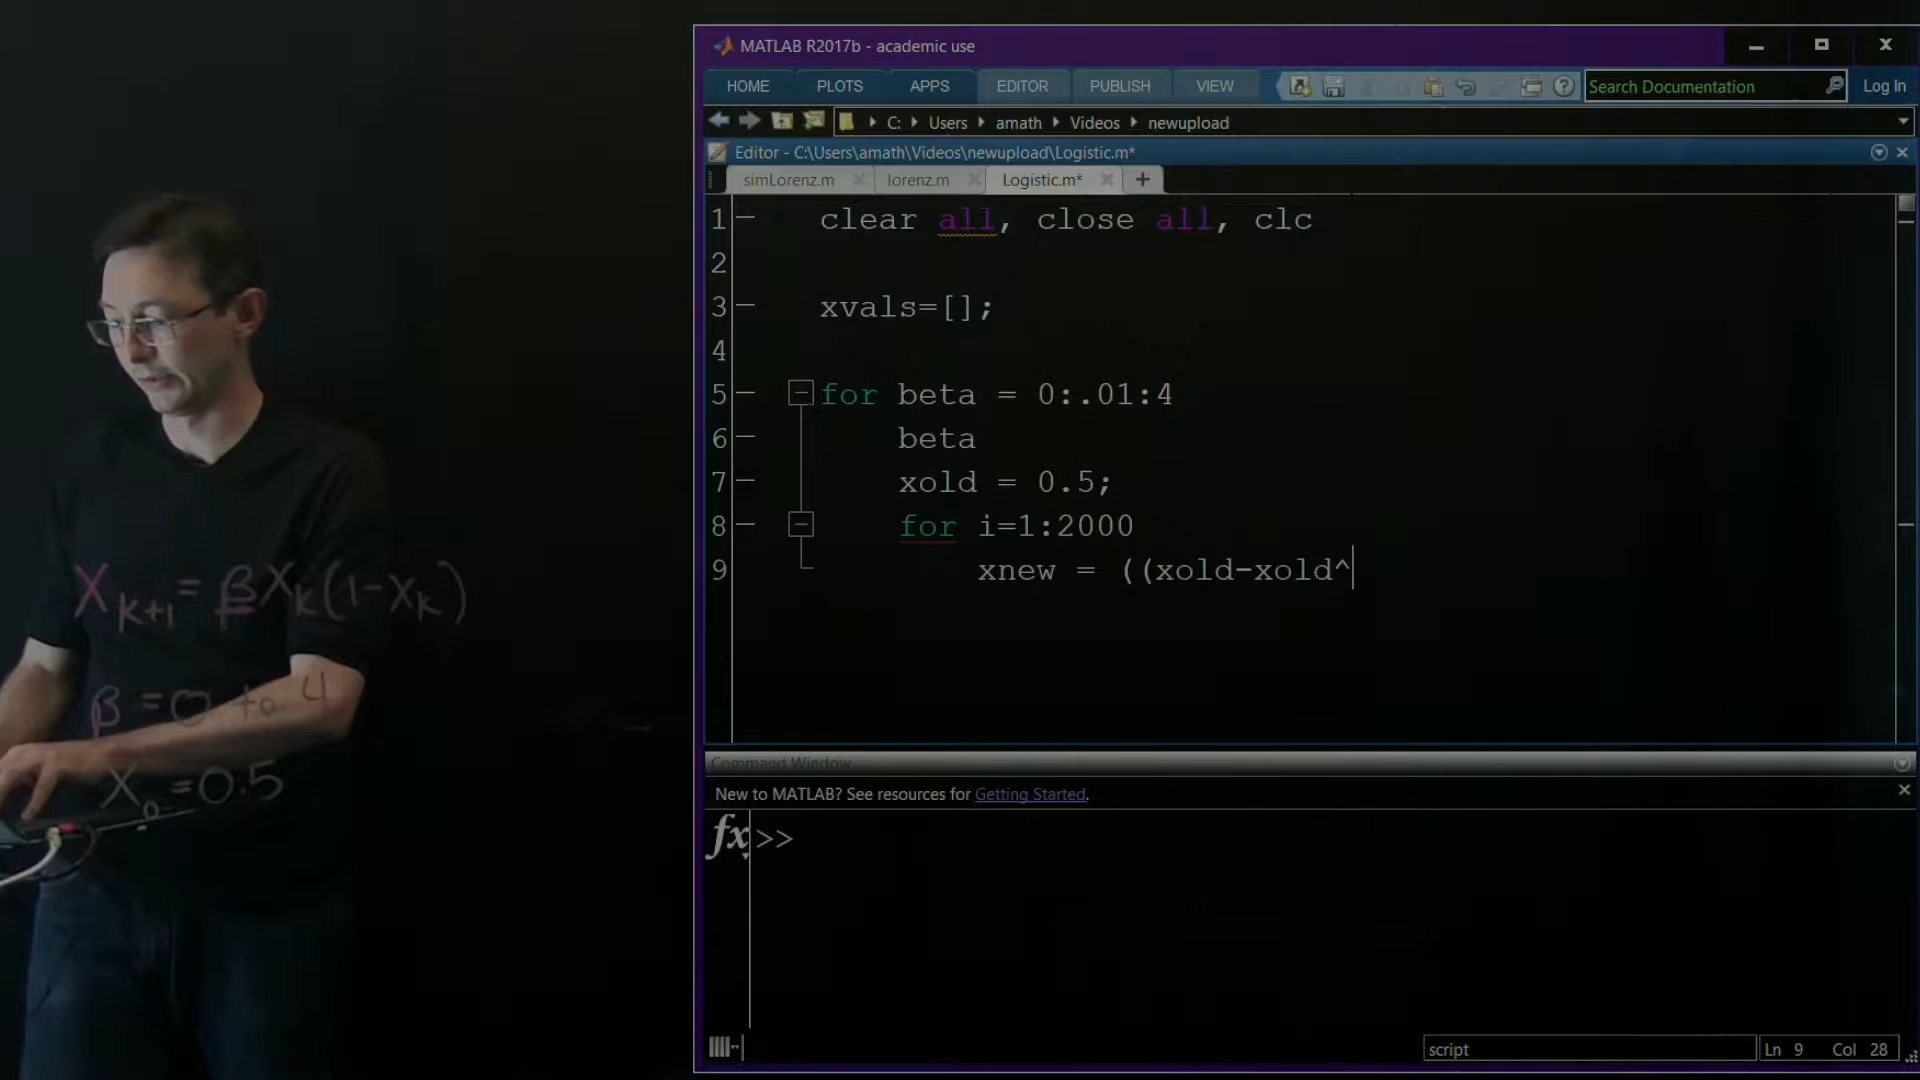 X_{k+1} = βX_k(1-X_k)
β = 0 to 4
X_0 = 0.5
MATLAB R2017b - academic use
HOME PLOTS APPS EDITOR PUBLISH VIEW Search Documentation Log In
C: Users amath Videos newupload
Editor - C:\Users\amath\Videos\newupload\Logistic.m*
simLorenz.m lorenz.m Logistic.m* +
1 clear all, close all, clc
2
3 xvals=[];
4
5 for beta = 0:.01:4
6 beta
7 xold = 0.5;
8 for i=1:2000
9 xnew = ((xold-xold^
Command Window
New to MATLAB? See resources for Getting Started.
fx >>
script Ln 9 Col 28